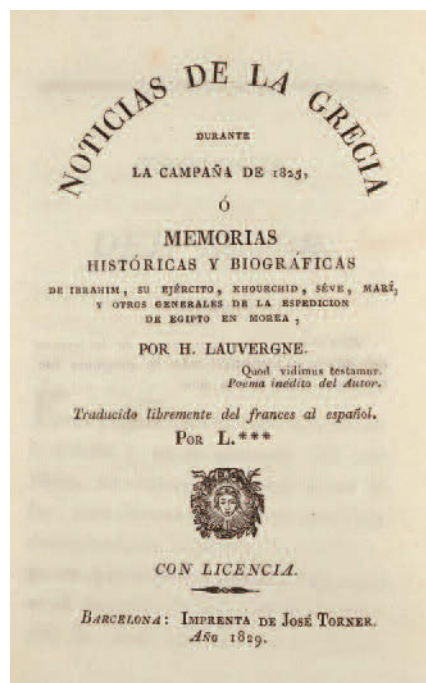 NOTICIAS DE LA GRECIA
DURANTE
LA CAMPAÑA DE 1825,
Ó
MEMORIAS
HISTÓRICAS Y BIOGRÁFICAS
DE IBRAHIM, SU EJÉRCITO, KHOURCHID, SÉVE, MARÍ,
Y OTROS GENERALES DE LA ESPEDICION
DE EGIPTO EN MOREA,
POR H. LAUVERGNE.
Quod vidimus testamur.
Poema inédito del Autor.
Traducido libremente del frances al español.
POR L.***
CON LICENCIA.
BARCELONA: IMPRENTA DE JOSÉ TORNER.
Año 1829.